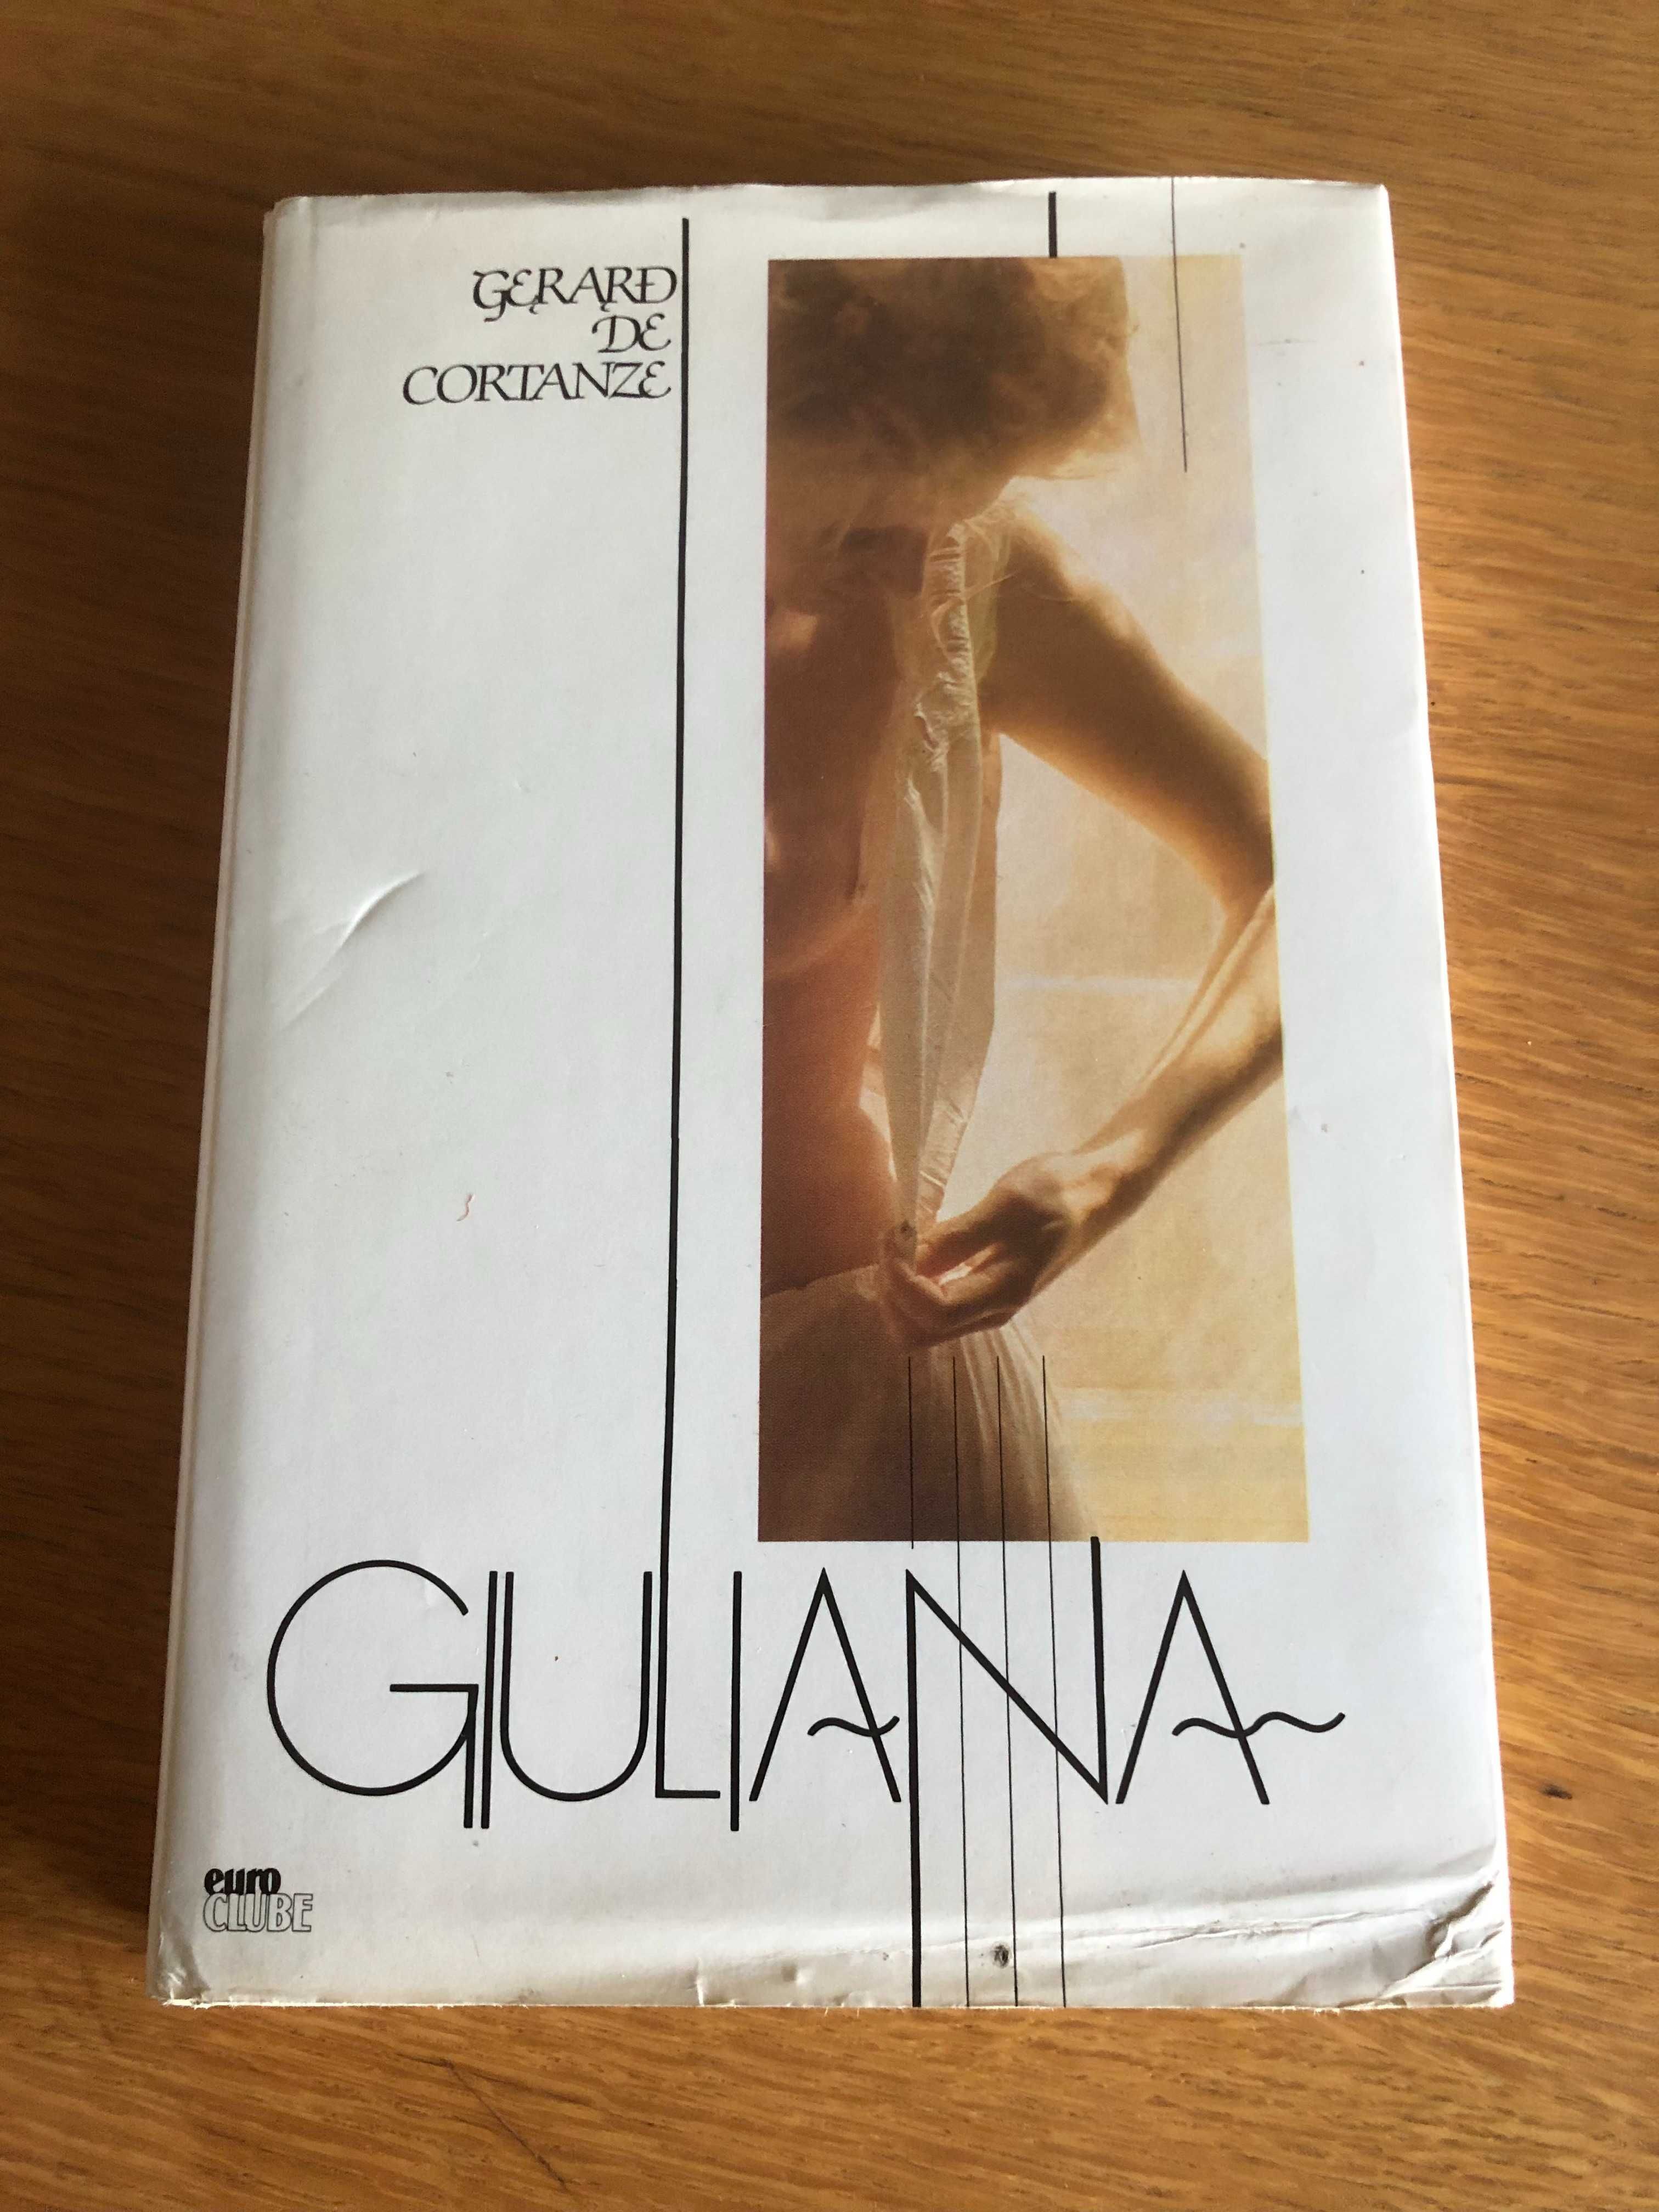 GERARD
DE
CORTANZE
GIULIANA
euro
CLUBE